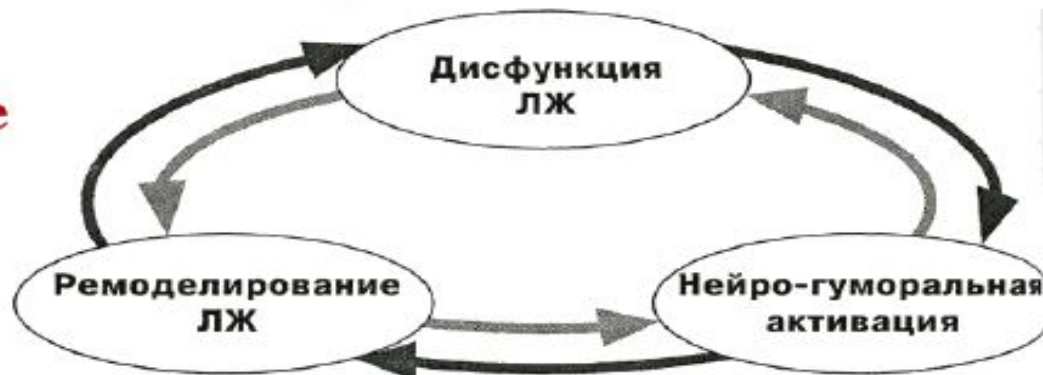 е
Дисфункция
ЛЖ
Ремоделирование
ЛЖ
Нейро-гуморальная
активация